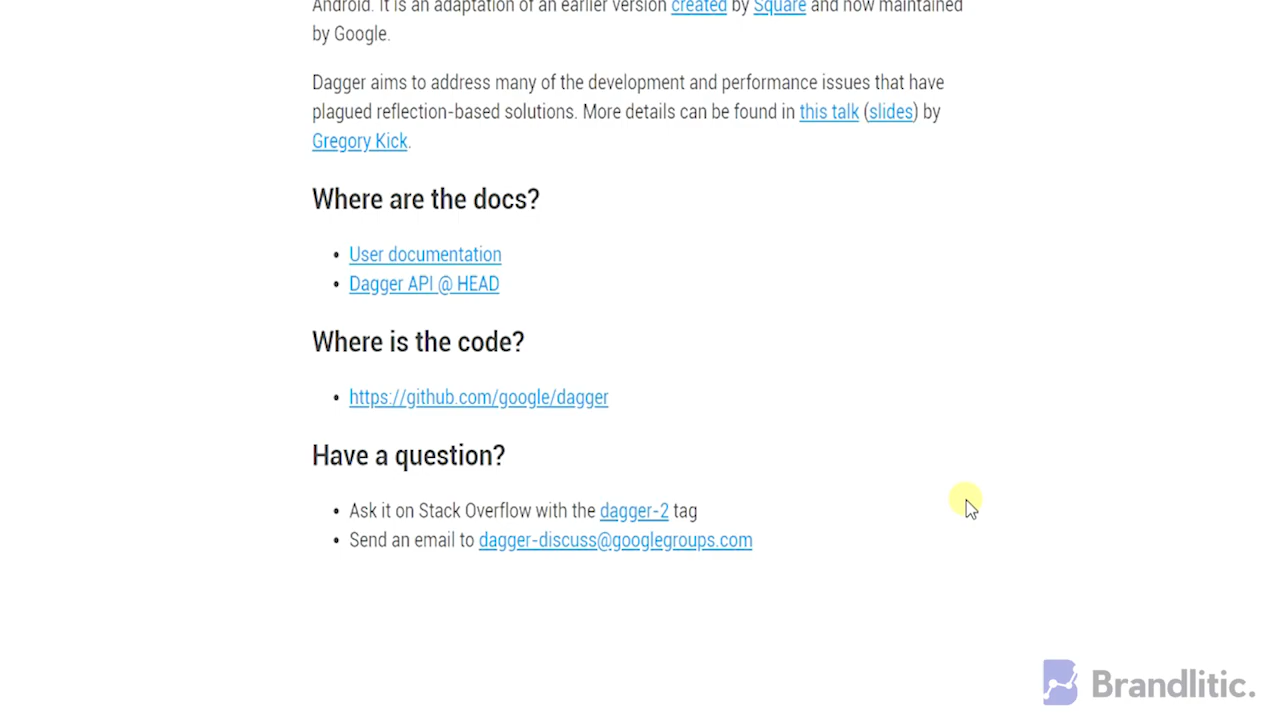 Android. It is an adaptation of an earlier version created by Square and now maintained
by Google.
Dagger aims to address many of the development and performance issues that have
plagued reflection-based solutions. More details can be found in this talk (slides) by
Gregory Kick.
Where are the docs?
• User documentation
• Dagger API @ HEAD
Where is the code?
• https://github.com/google/dagger
Have a question?
• Ask it on Stack Overflow with the dagger-2 tag
• Send an email to dagger-discuss@googlegroups.com
Brandlitic.